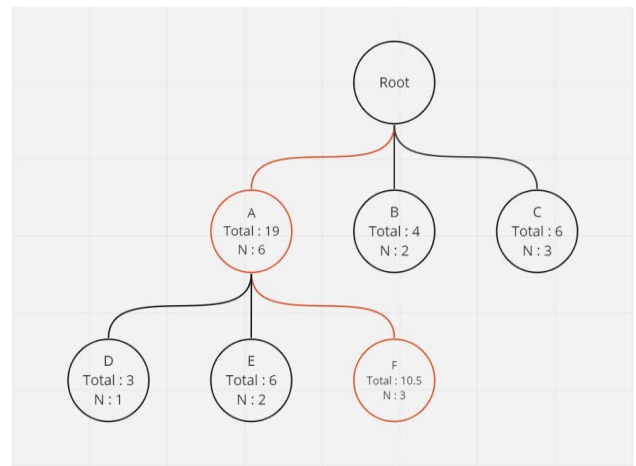 Root
A
Total : 19
N : 6
B
Total : 4
N : 2
C
Total : 6
N : 3
D
Total : 3
N : 1
E
Total : 6
N : 2
F
Total : 10.5
N : 3